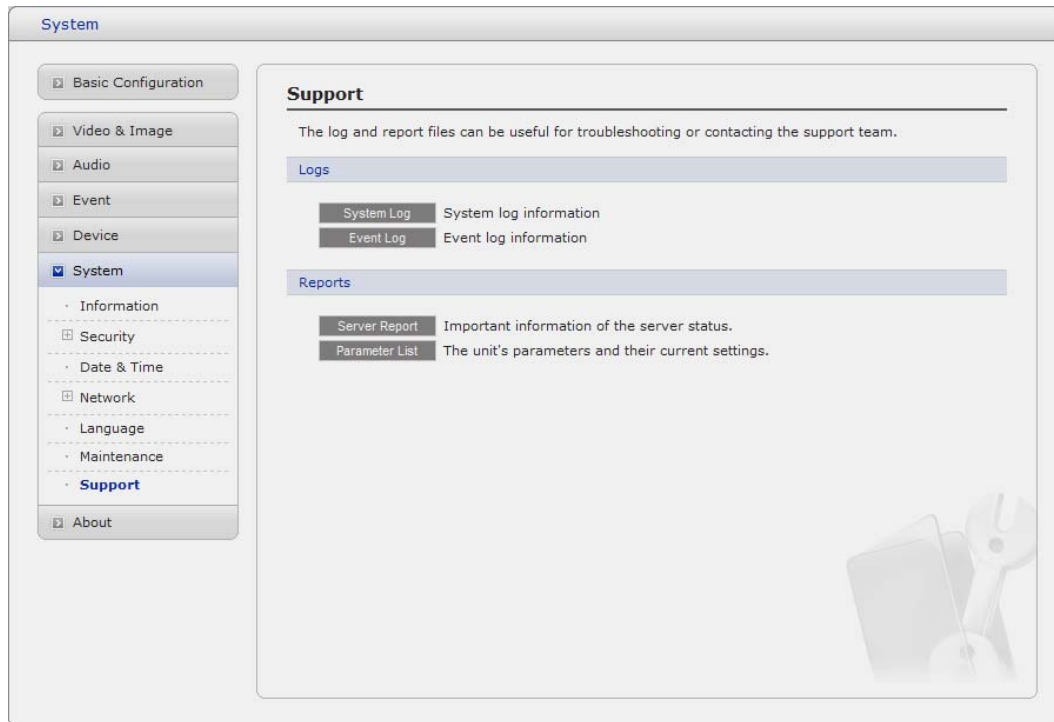 System
Basic Configuration
Video & Image
Audio
Event
Device
System
Information
Security
Date & Time
Network
Language
Maintenance
Support
About
Support
The log and report files can be useful for troubleshooting or contacting the support team.
Logs
System Log System log information
Event Log Event log information
Reports
Server Report Important information of the server status.
Parameter List The unit's parameters and their current settings.